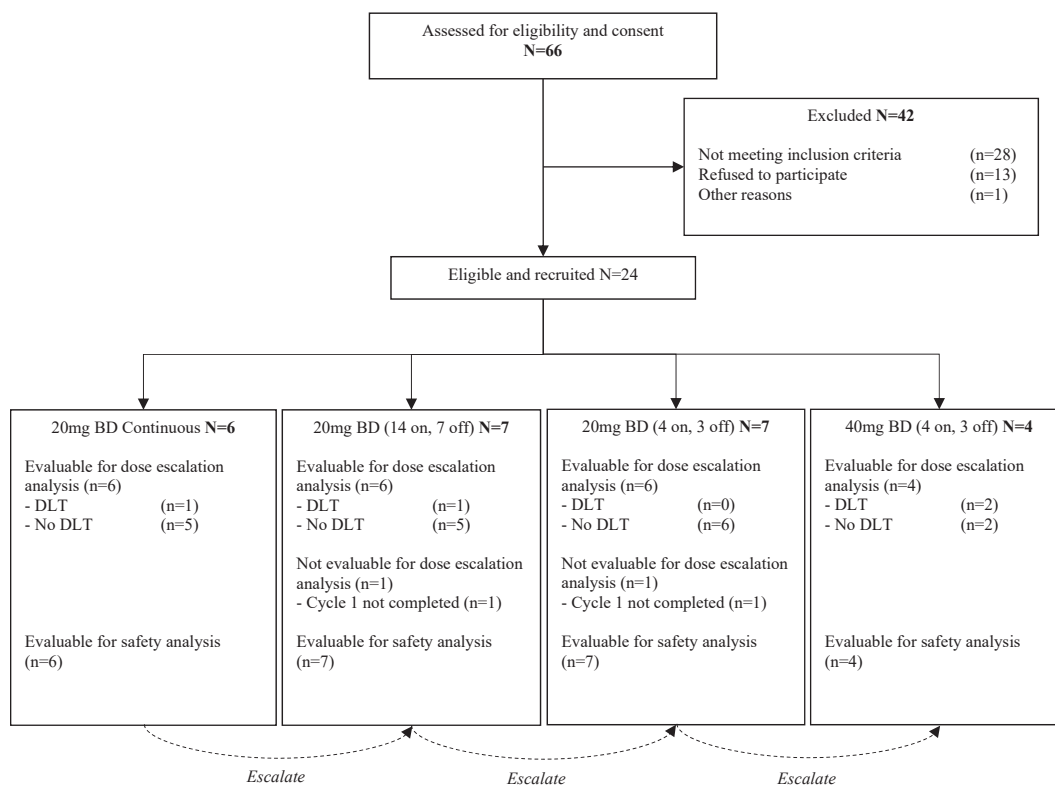 Assessed for eligibility and consent
N=66
Excluded N=42
Not meeting inclusion criteria (n=28)
Refused to participate (n=13)
Other reasons (n=1)
Eligible and recruited N=24
20mg BD Continuous N=6
Evaluable for dose escalation
analysis (n=6)
- DLT (n=1)
- No DLT (n=5)
Evaluable for safety analysis
(n=6)
20mg BD (14 on, 7 off) N=7
Evaluable for dose escalation
analysis (n=6)
- DLT (n=1)
- No DLT (n=5)
Not evaluable for dose escalation
analysis (n=1)
- Cycle 1 not completed (n=1)
Evaluable for safety analysis
(n=7)
20mg BD (4 on, 3 off) N=7
Evaluable for dose escalation
analysis (n=6)
- DLT (n=0)
- No DLT (n=6)
Not evaluable for dose escalation
analysis (n=1)
- Cycle 1 not completed (n=1)
Evaluable for safety analysis
(n=7)
40mg BD (4 on, 3 off) N=4
Evaluable for dose escalation
analysis (n=4)
- DLT (n=2)
- No DLT (n=2)
Evaluable for safety analysis
(n=4)
Escalate
Escalate
Escalate